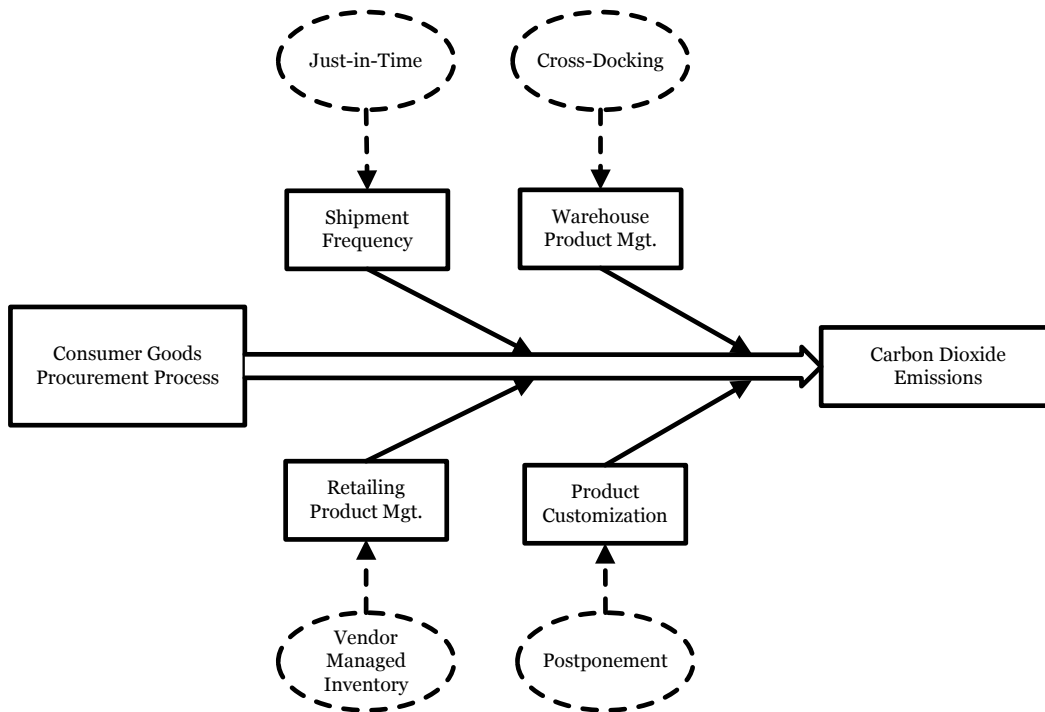 Just-in-Time
Cross-Docking
Shipment
Frequency
Warehouse
Product Mgt.
Consumer Goods
Procurement Process
Carbon Dioxide
Emissions
Retailing
Product Mgt.
Product
Customization
Vendor
Managed
Inventory
Postponement